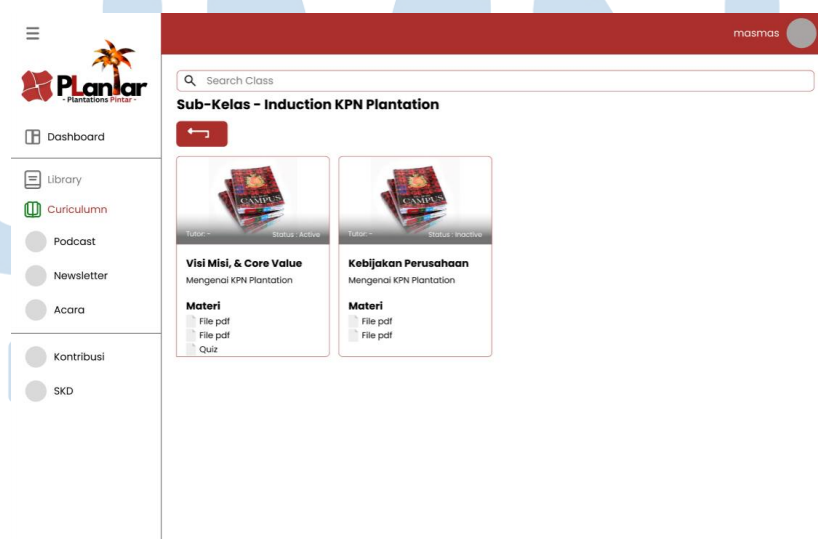 masmas
PLantar
- Plantations Pintar -
Dashboard
Library
Curiculumn
Podcast
Newsletter
Acara
Kontribusi
SKD
Search Class
Sub-Kelas - Induction KPN Plantation
CAMPUS
Tutor: -
Status : Active
Visi Misi, & Core Value
Mengenai KPN Plantation
Materi
File pdf
File pdf
Quiz
CAMPUS
Tutor: -
Status : Inactive
Kebijakan Perusahaan
Mengenai KPN Plantation
Materi
File pdf
File pdf